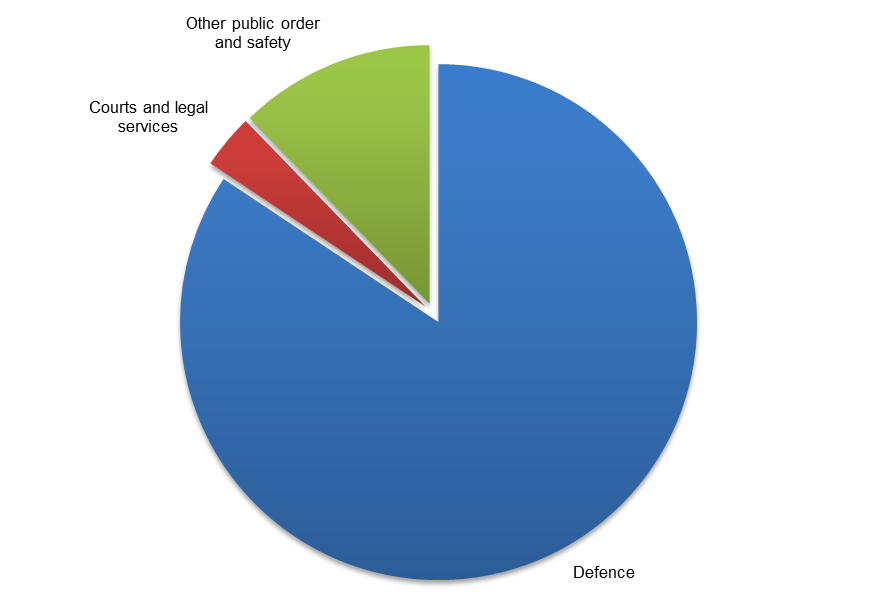 Other public order
and safety
Courts and legal
services
Defence